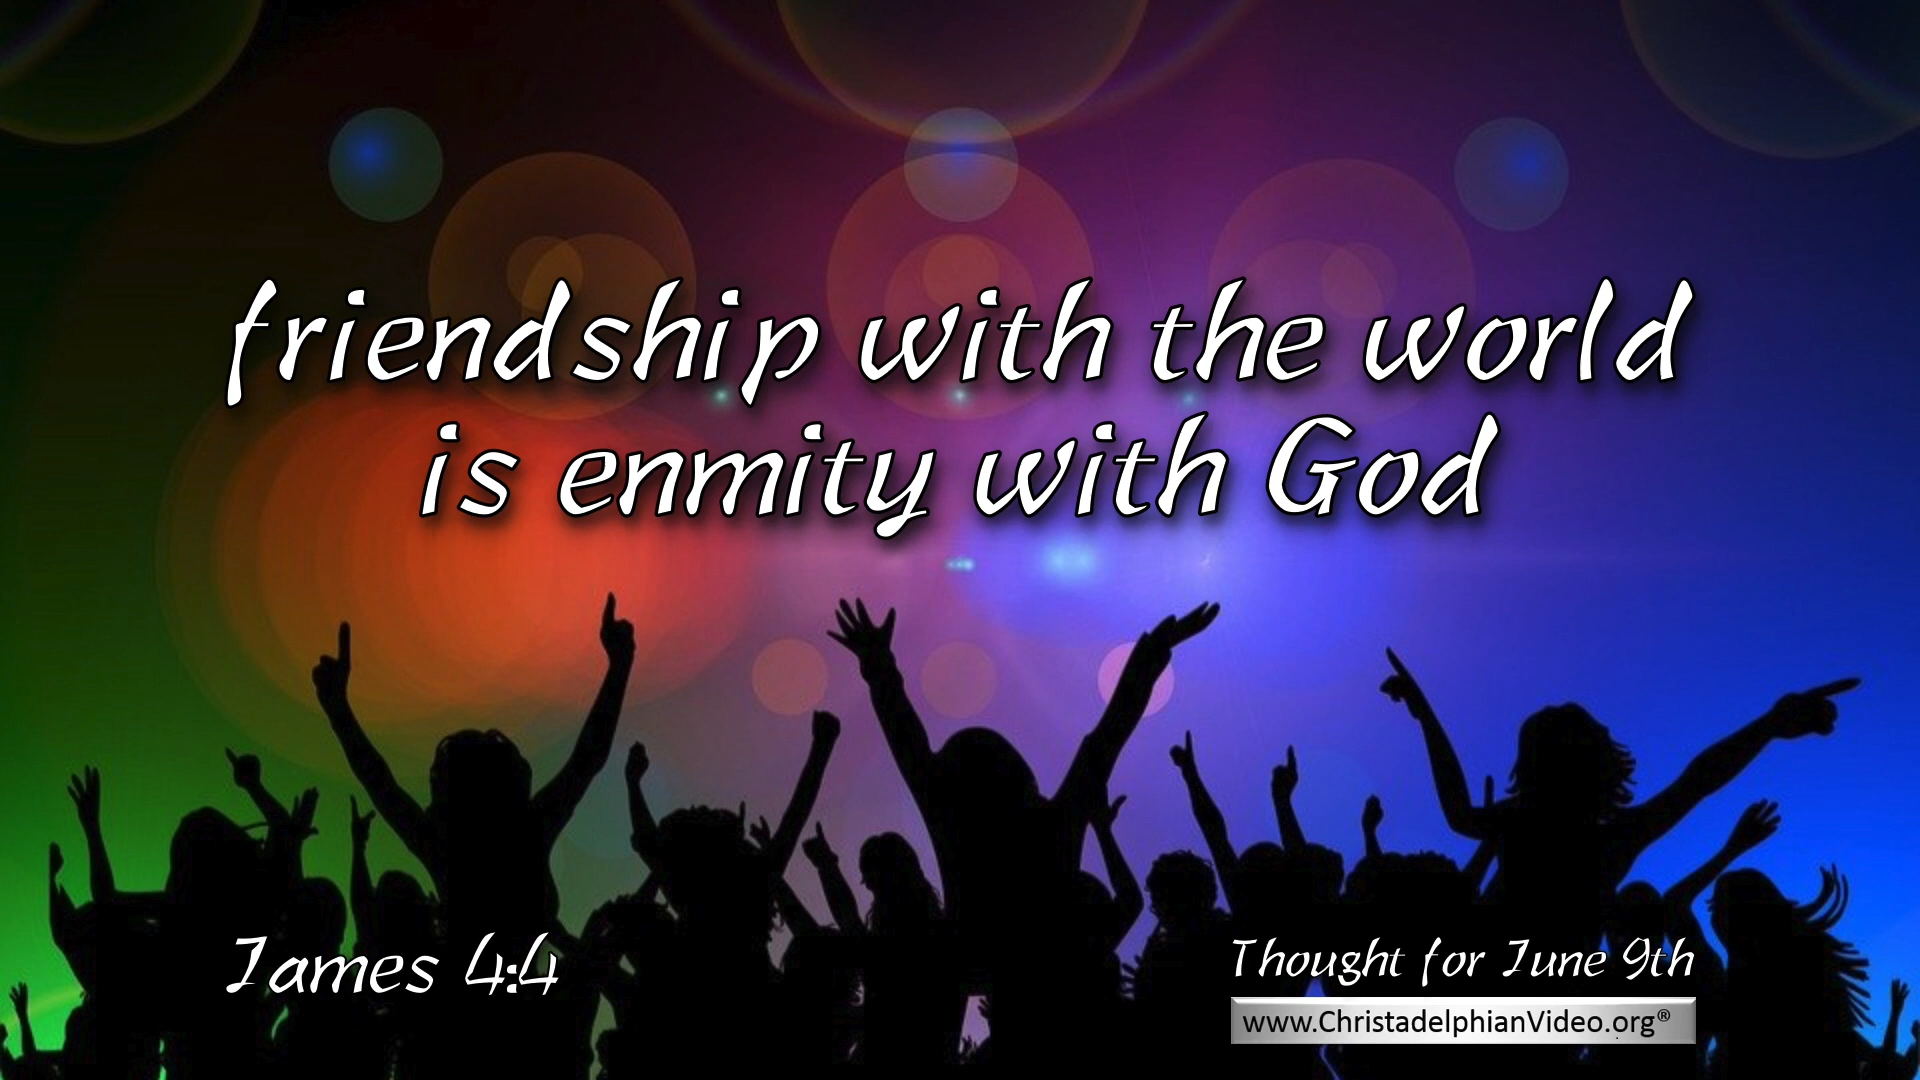 friendship with the world
is enmity with God
James 4:4
Thought for June 9th
www.ChristadelphianVideo.org®